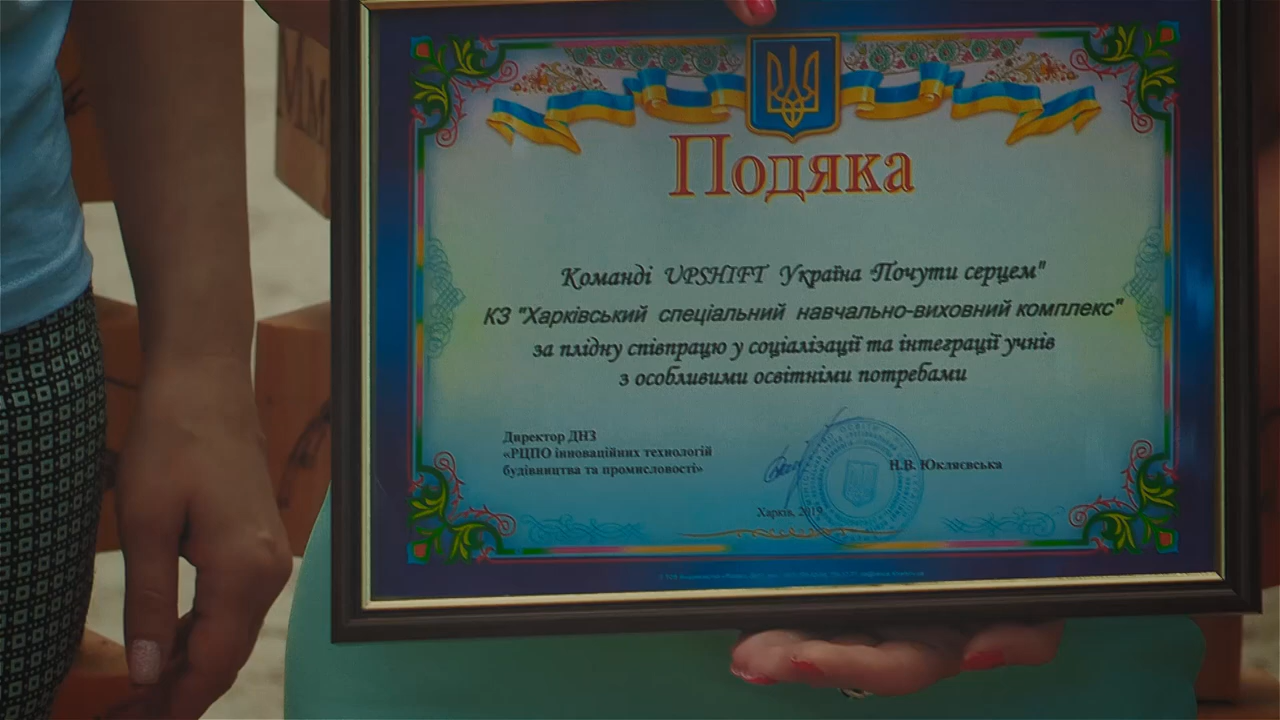 Подяка
Команді UPSHIFT Україна "Почути серцем"
КЗ "Харківський спеціальний навчально-виховний комплекс"
за плідну співпрацю у соціалізації та інтеграції учнів
з особливими освітніми потребами
Директор ДНЗ
«РЦПО інноваційних технологій
будівництва та промисловості»
Н.В. Юкляєвська
Харків, 2019